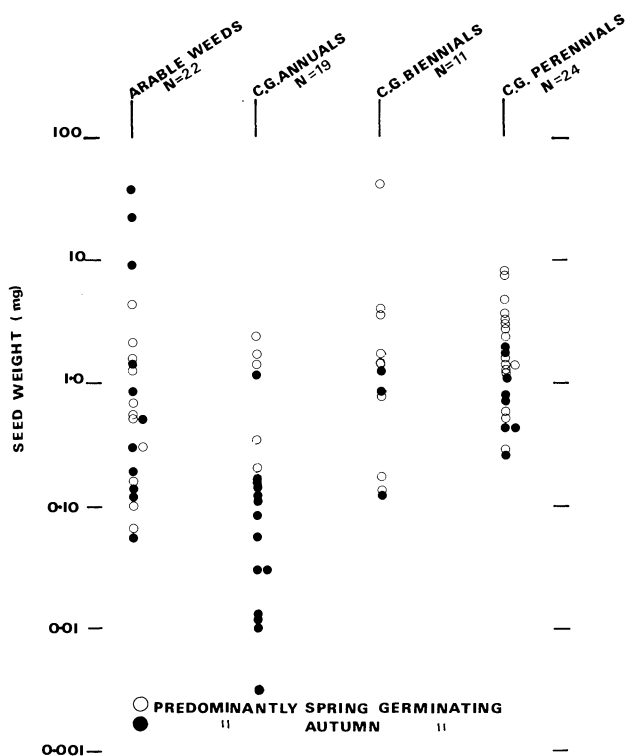 ARABLE WEEDS
N=22
C.G. ANNUALS
N=19
C.G. BIENNIALS
N=11
C.G. PERENNIALS
N=24
100
10
1·0
0·10
0·01
0·001
SEED WEIGHT (mg)
PREDOMINANTLY SPRING GERMINATING
" AUTUMN "